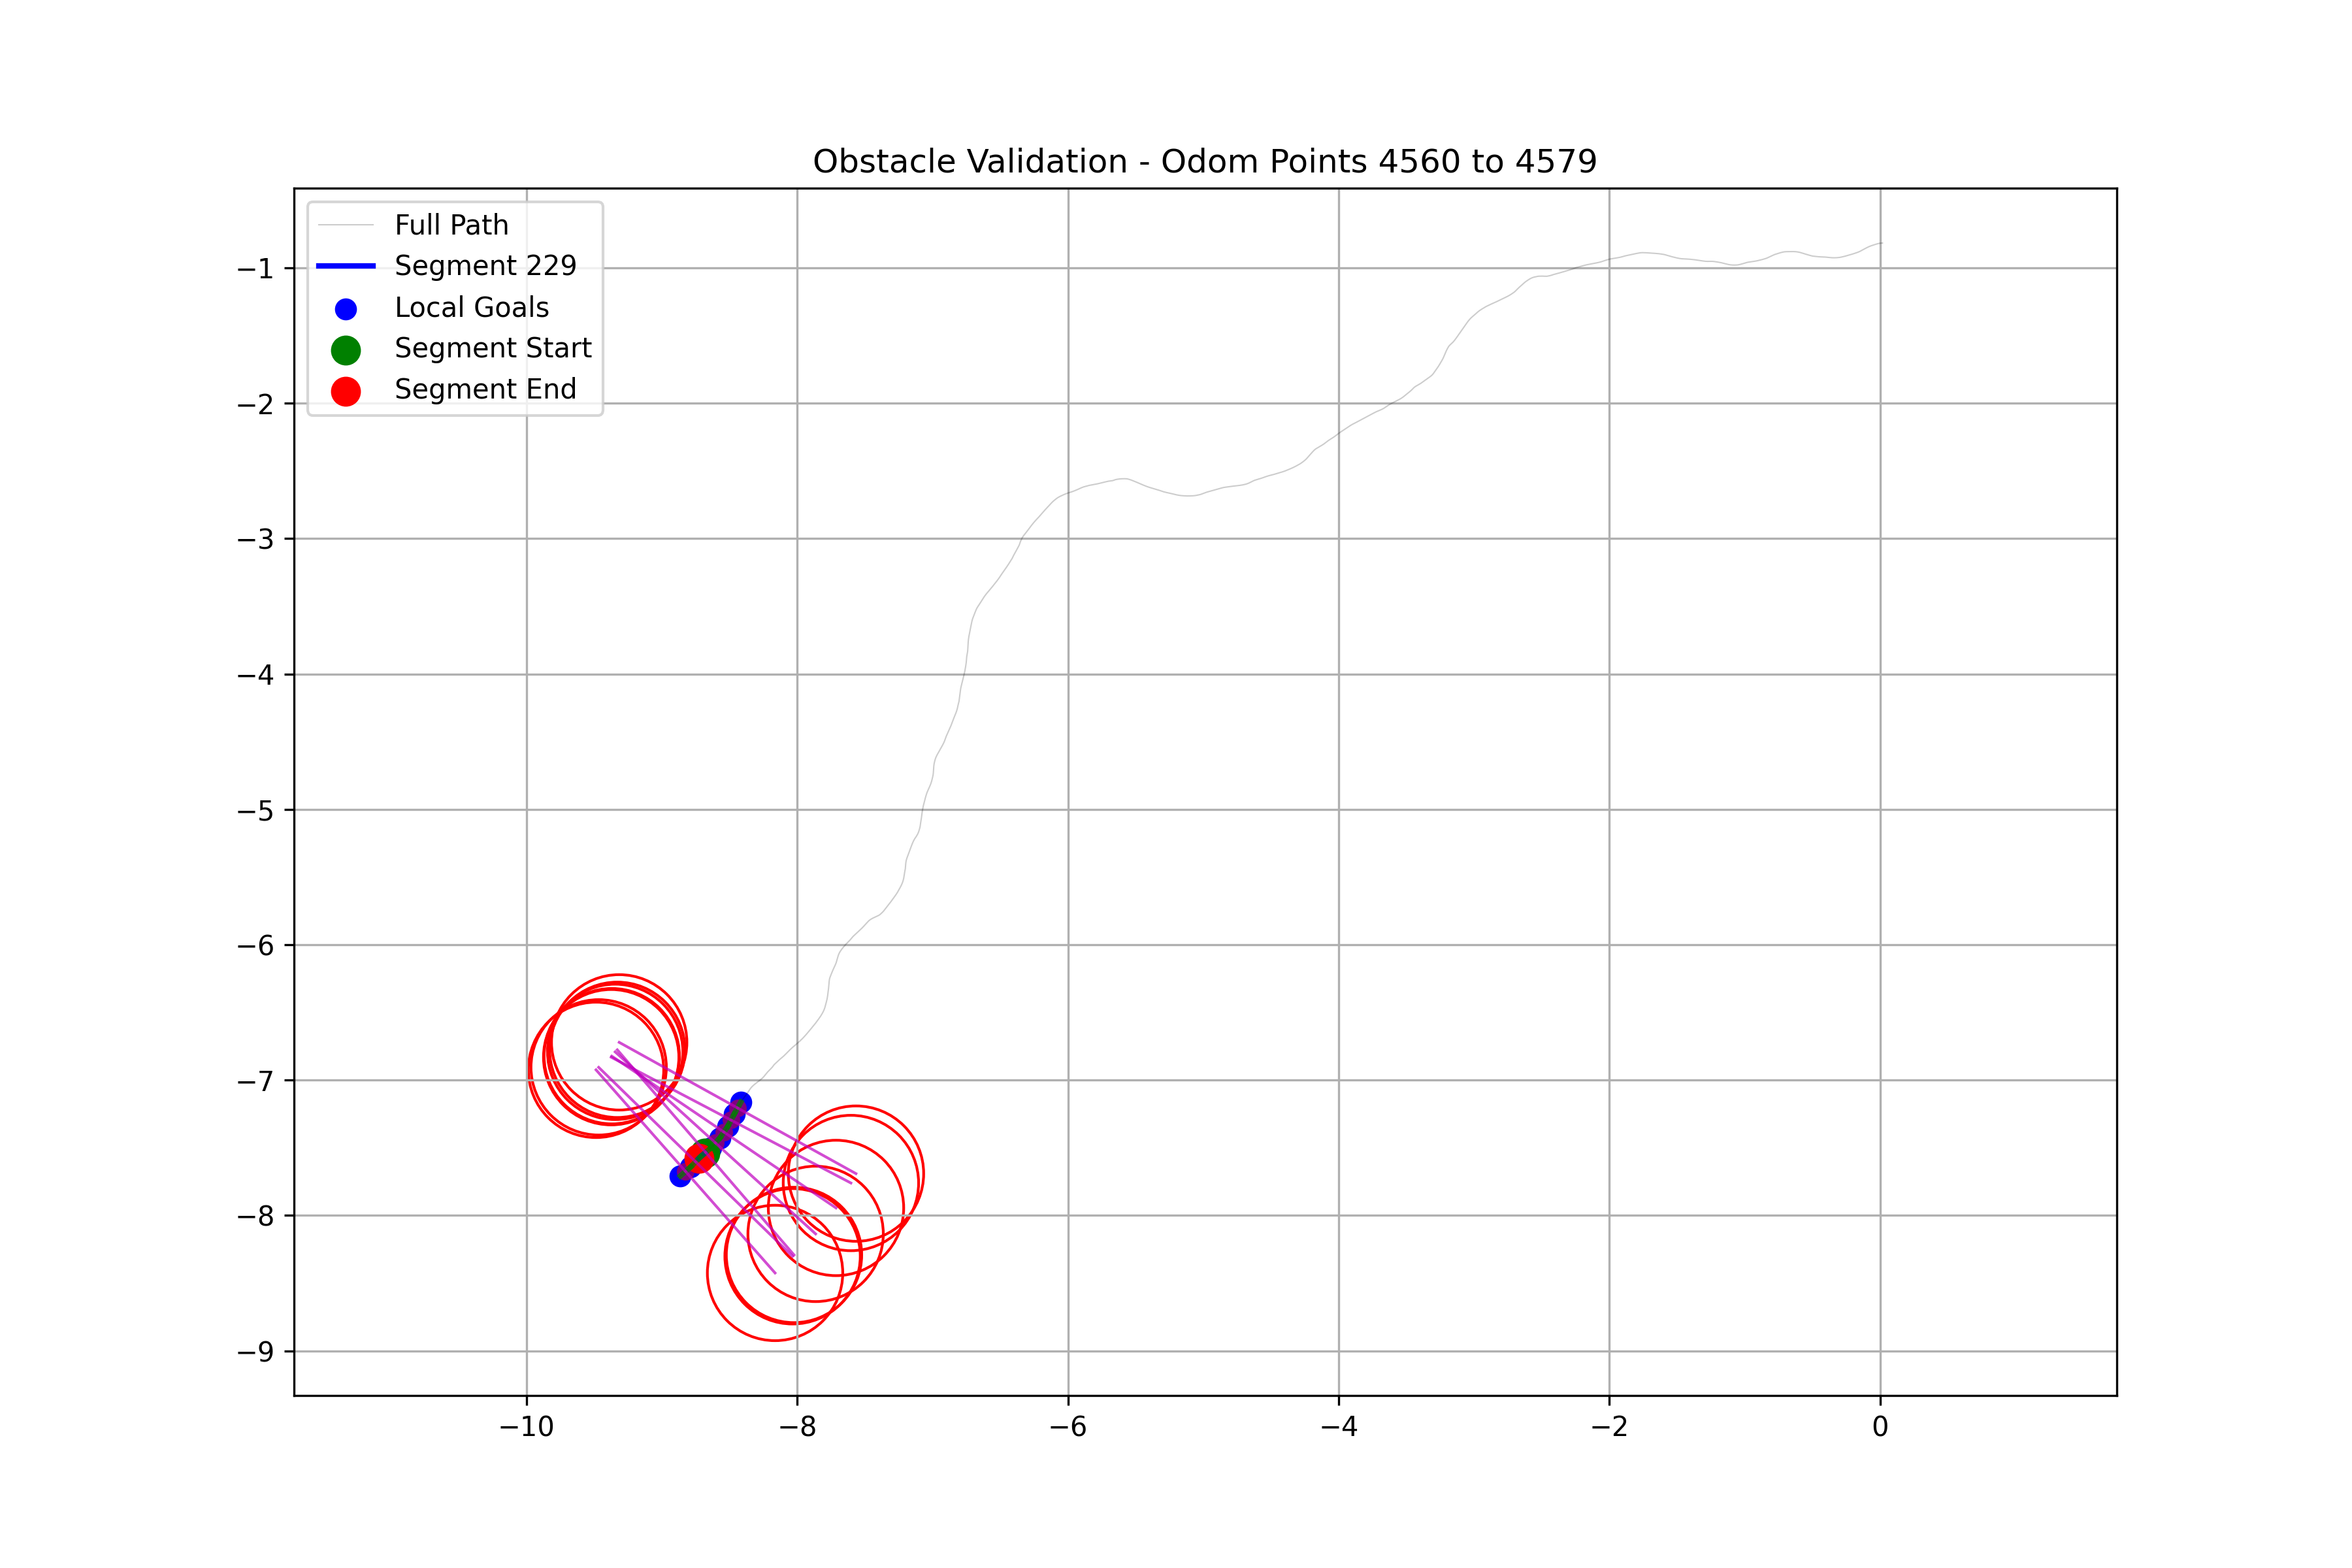 Obstacle Validation - Odom Points 4560 to 4579
Full Path
Segment 229
Local Goals
Segment Start
Segment End
−1
−2
−3
−4
−5
−6
−7
−8
−9
−10
−8
−6
−4
−2
0